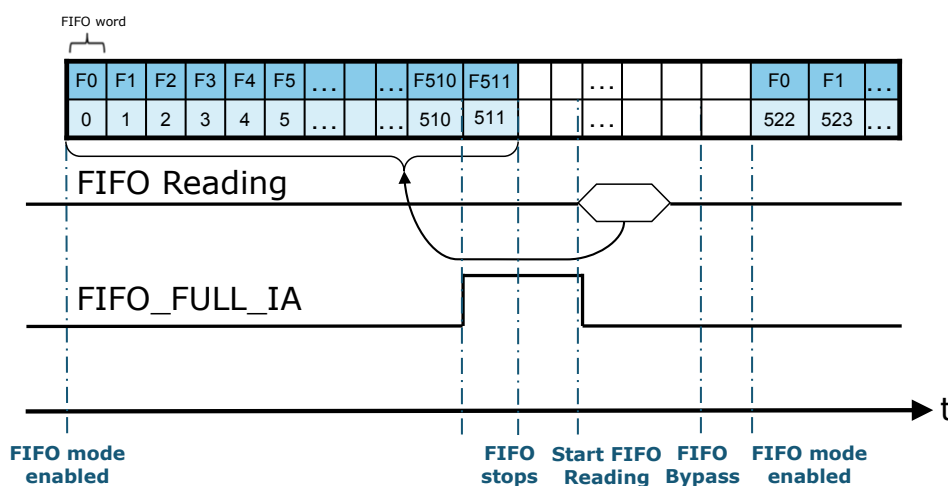 FIFO word
F0 F1 F2 F3 F4 F5 ... ... F510 F511 ... F0 F1 ...
0 1 2 3 4 5 ... ... 510 511 ... 522 523 ...
FIFO Reading
FIFO_FULL_IA
t
FIFO mode
enabled
FIFO
stops
Start FIFO
Reading
FIFO
Bypass
FIFO mode
enabled